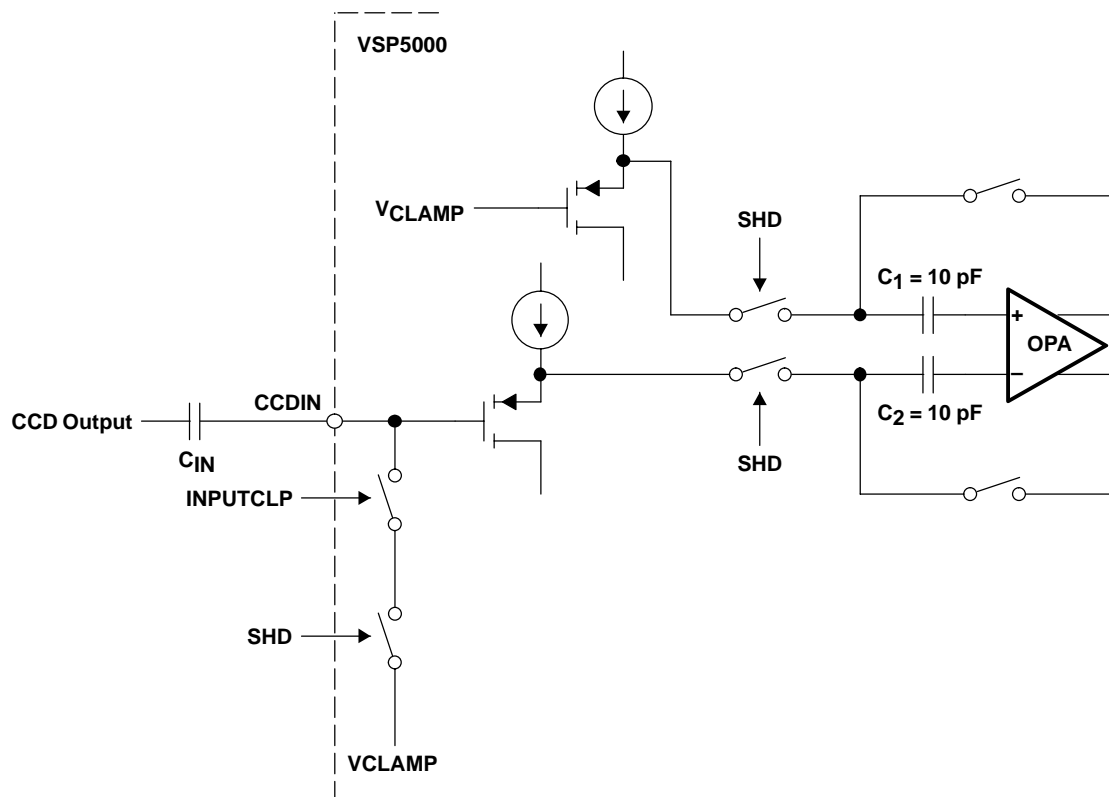 VSP5000
VCLAMP
SHD
C1 = 10 pF
+
OPA
−
CCDIN
CCD Output
CIN
C2 = 10 pF
SHD
INPUTCLP
SHD
VCLAMP